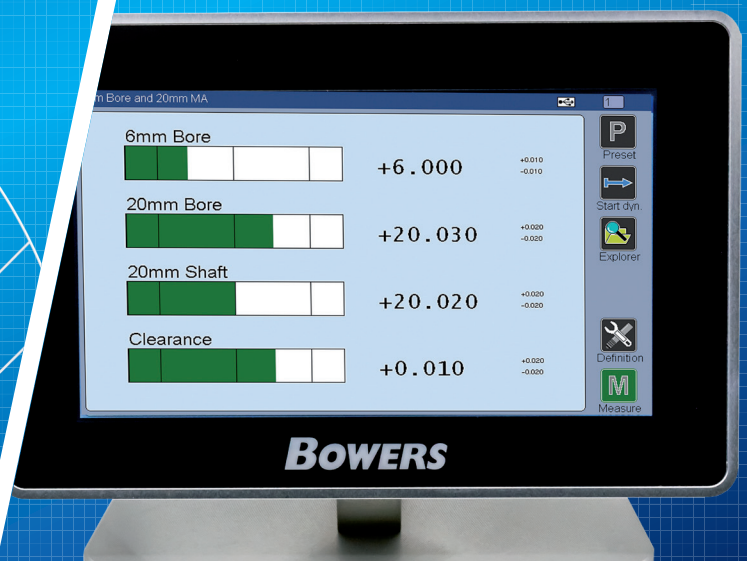 m Bore and 20mm MA
1
6mm Bore
+6.000
+0.010
-0.010
20mm Bore
+20.030
+0.020
-0.020
20mm Shaft
+20.020
+0.020
-0.020
Clearance
+0.010
+0.020
-0.020
P
Preset
Start dyn.
Explorer
Definition
M
Measure
BOWERS